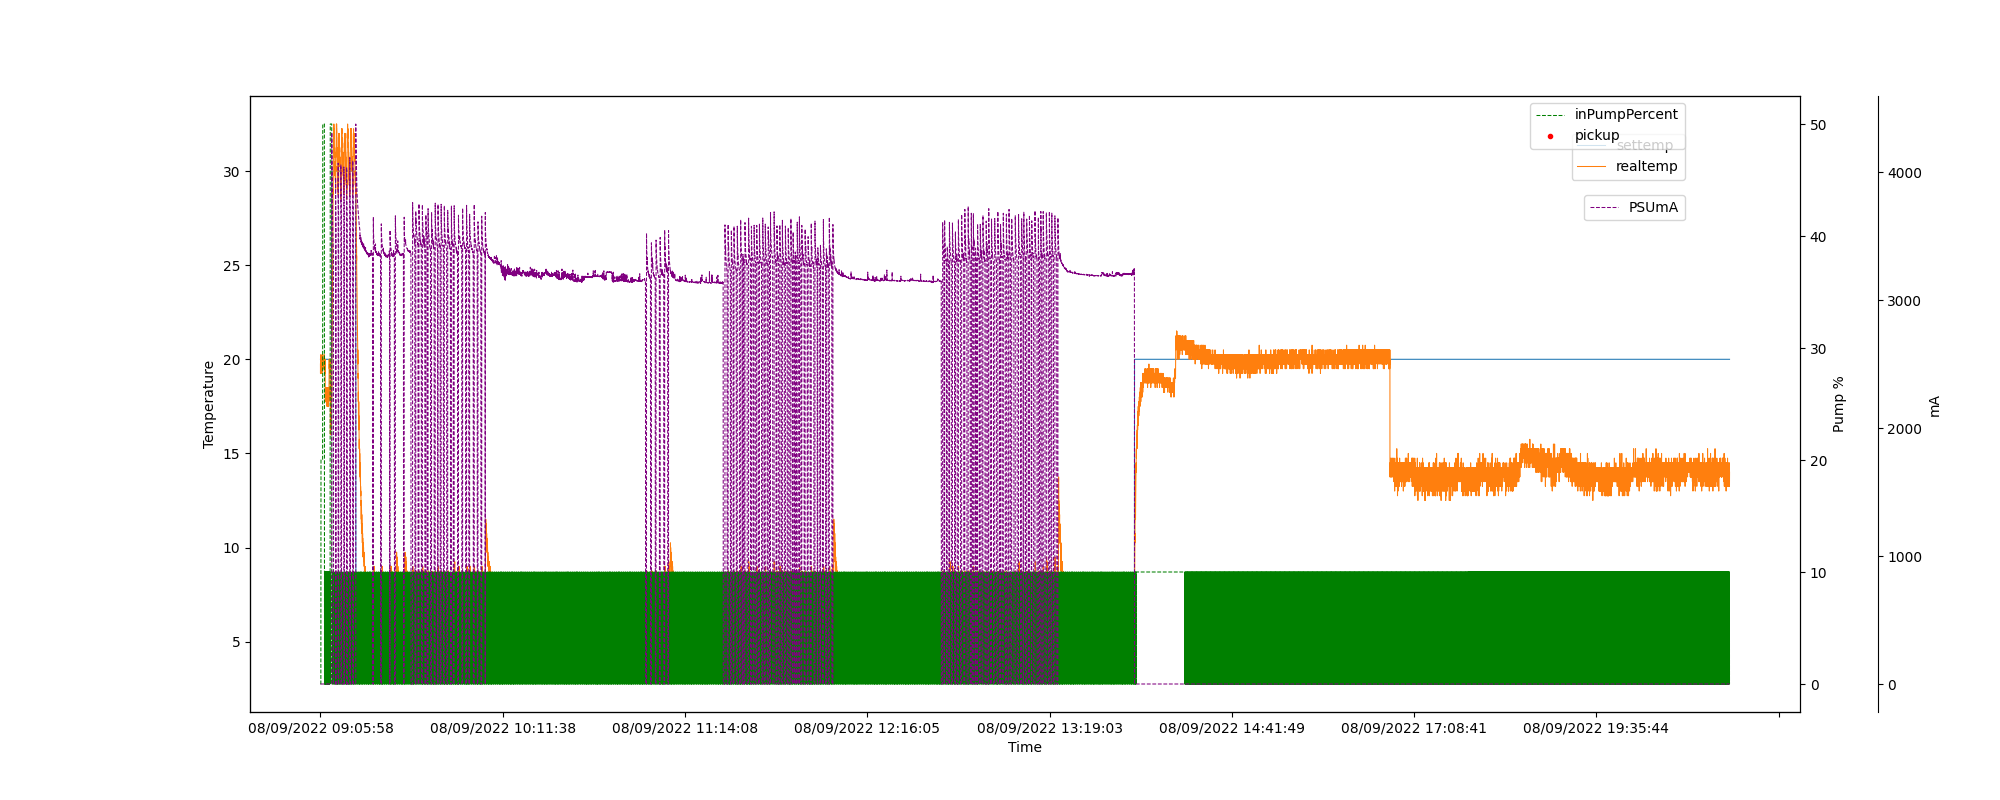 inPumpPercent
pickup
settemp
realtemp
PSUmA
30
25
20
15
10
5
Temperature
50
40
30
20
10
0
Pump %
4000
3000
2000
1000
0
mA
08/09/2022 09:05:58
08/09/2022 10:11:38
08/09/2022 11:14:08
08/09/2022 12:16:05
08/09/2022 13:19:03
08/09/2022 14:41:49
08/09/2022 17:08:41
08/09/2022 19:35:44
Time